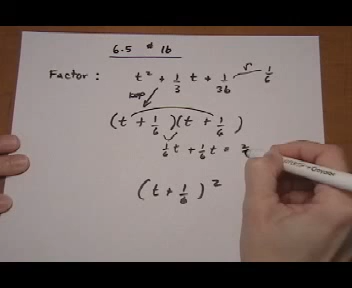 6.5 # 16
Factor: t² + 1/3 t + 1/36 √ 1/6
(t + 1/6)(t + 1/6)
1/6 t + 1/6 t = 2/
(t + 1/6)²